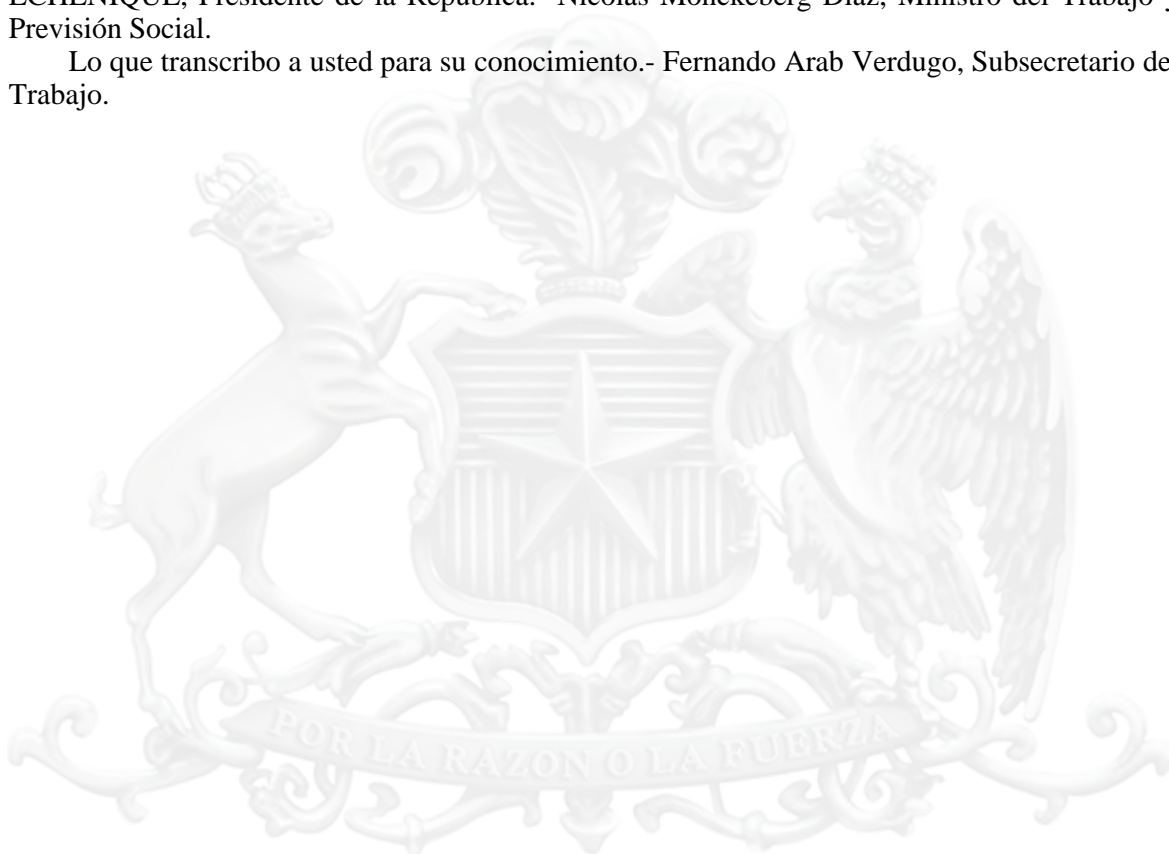 ECHENIQUE, Presidente de la República.- Nicolás Monckeberg Díaz, Ministro del Trabajo y
Previsión Social.
Lo que transcribo a usted para su conocimiento.- Fernando Arab Verdugo, Subsecretario de
Trabajo.
POR LA RAZON O LA FUERZA